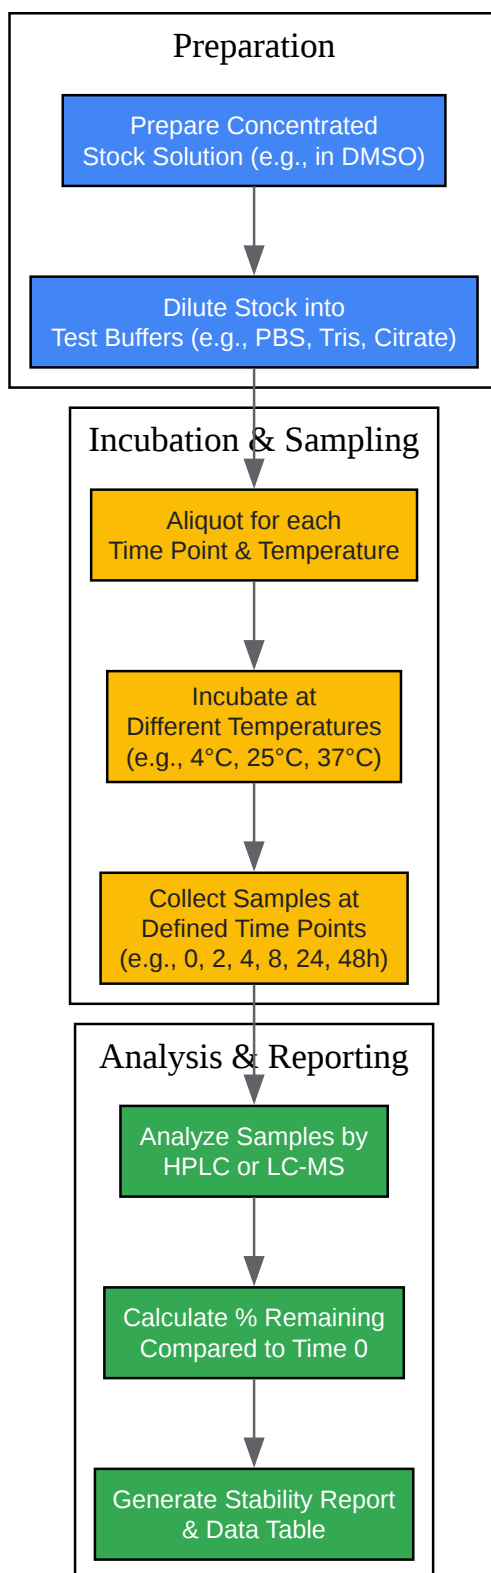 Preparation
Prepare Concentrated
Stock Solution (e.g., in DMSO)
Dilute Stock into
Test Buffers (e.g., PBS, Tris, Citrate)
Incubation & Sampling
Aliquot for each
Time Point & Temperature
Incubate at
Different Temperatures
(e.g., 4°C, 25°C, 37°C)
Collect Samples at
Defined Time Points
(e.g., 0, 2, 4, 8, 24, 48h)
Analysis & Reporting
Analyze Samples by
HPLC or LC-MS
Calculate % Remaining
Compared to Time 0
Generate Stability Report
& Data Table